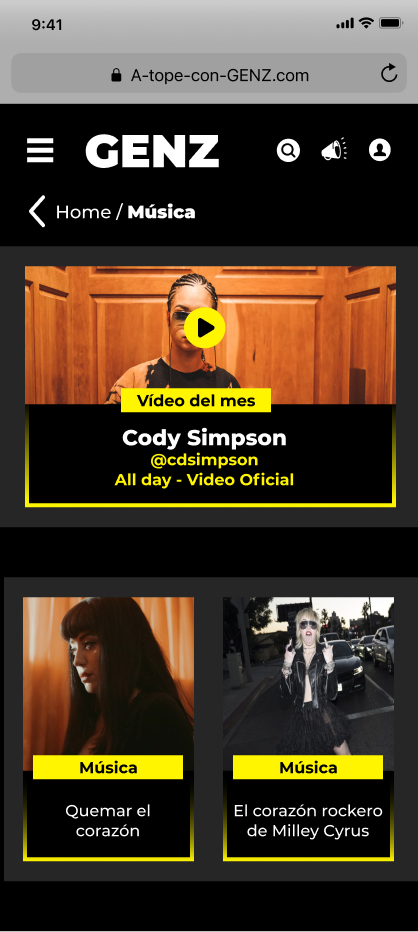 9:41
A-tope-con-GENZ.com
GENZ
Home / Música
Vídeo del mes
Cody Simpson
@cdsimpson
All day - Video Oficial
Música
Quemar el
corazón
Música
El corazón rockero
de Milley Cyrus